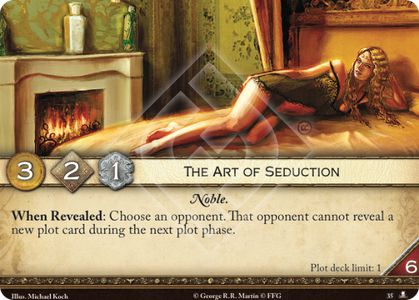 3 2 1 THE ART OF SEDUCTION
Noble.
When Revealed: Choose an opponent. That opponent cannot reveal a
new plot card during the next plot phase.
Plot deck limit: 1
6
Illus. Michael Koch © George R.R. Martin © FFG 35